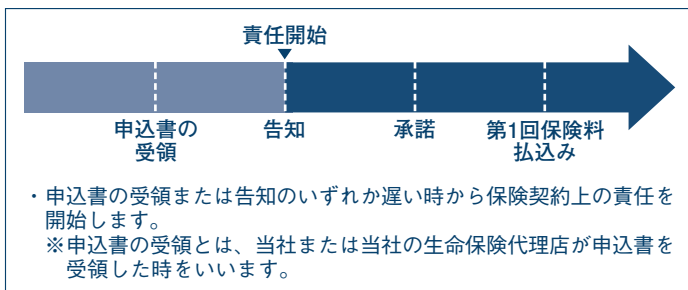 責任開始
申込書の
受領
告知
承諾
第1回保険料
払込み
・申込書の受領または告知のいずれか遅い時から保険契約上の責任を
開始します。
※申込書の受領とは、当社または当社の生命保険代理店が申込書を
受領した時をいいます。